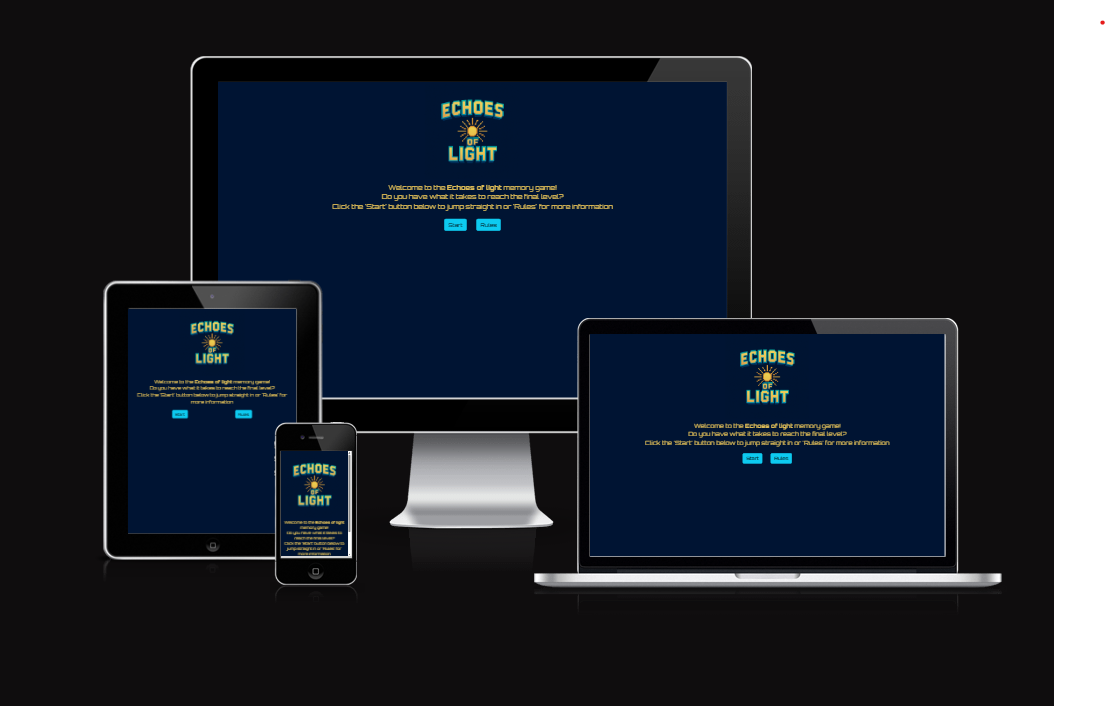 ECHOES
OF
LIGHT
Welcome to the Echoes of light memory game!
Do you have what it takes to reach the final level?
Click the 'Start' button below to jump straight in or 'Rules' for more information
Start Rules
ECHOES
OF
LIGHT
Welcome to the Echoes of light memory game!
Do you have what it takes to reach the final level?
Click the 'Start' button below to jump straight in or 'Rules' for
more information
Start Rules
ECHOES
OF
LIGHT
Welcome to the Echoes of light
memory game!
Do you have what it takes to
reach the final level?
Click the 'Start' button below to
jump straight in or 'Rules' for
more information
ECHOES
OF
LIGHT
Welcome to the Echoes of light memory game!
Do you have what it takes to reach the final level?
Click the 'Start' button below to jump straight in or 'Rules' for more information
Start Rules